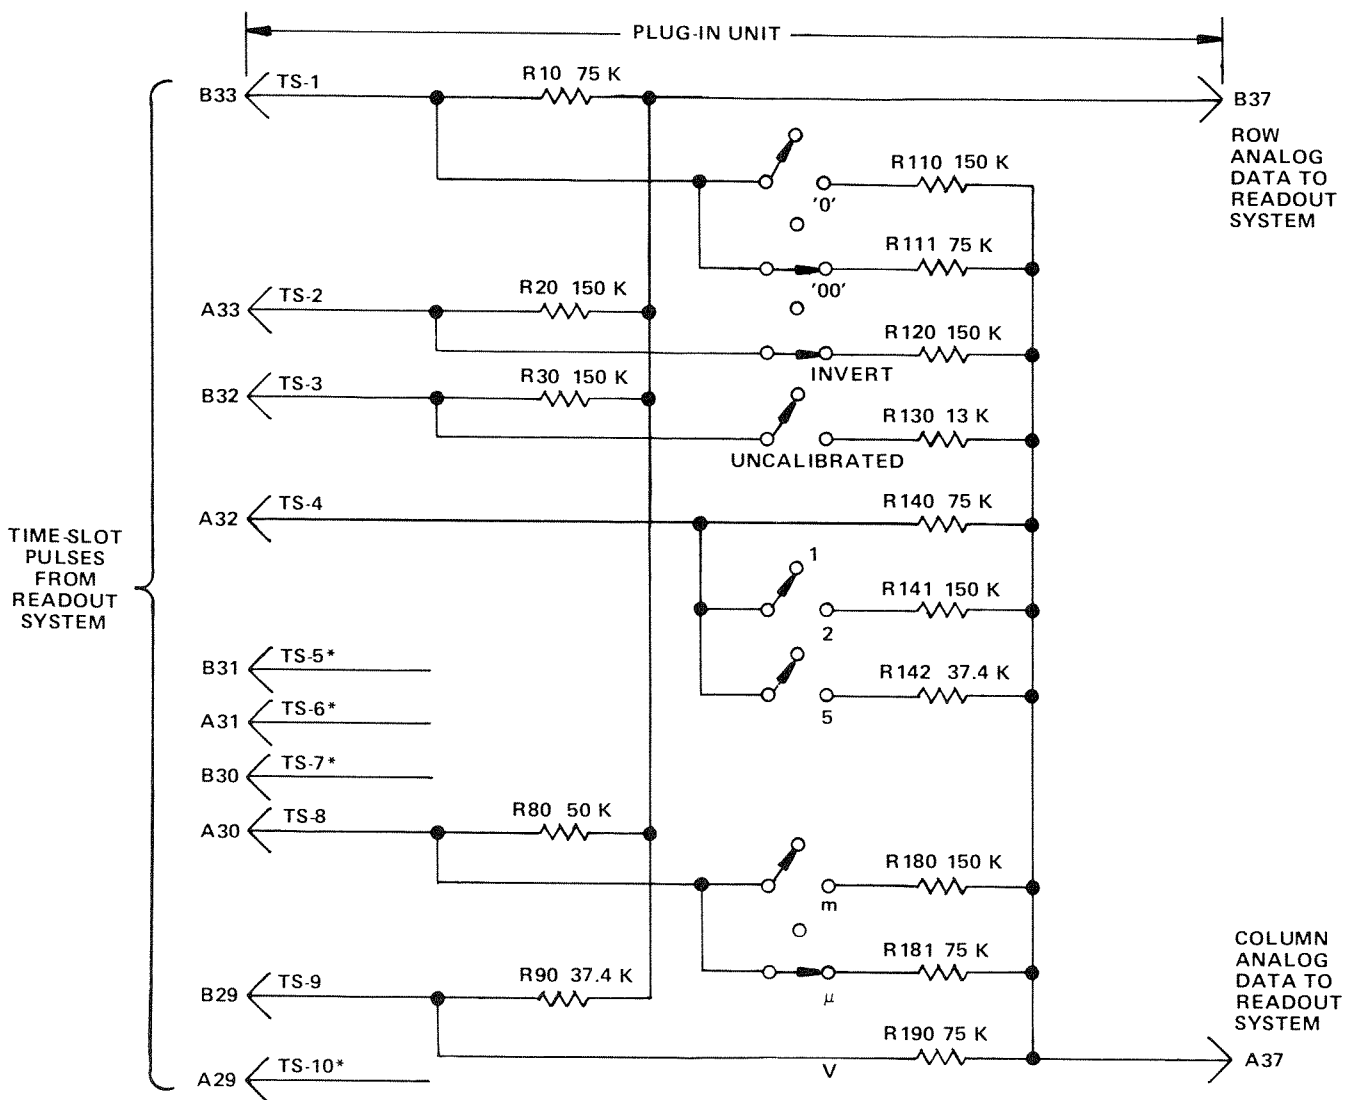 PLUG-IN UNIT
TIME-SLOT
PULSES
FROM
READOUT
SYSTEM
B33
TS-1
R10 75 K
B37
ROW
ANALOG
DATA TO
READOUT
SYSTEM
'0'
R110 150 K
'00'
R111 75 K
A33
TS-2
R20 150 K
INVERT
R120 150 K
B32
TS-3
R30 150 K
UNCALIBRATED
R130 13 K
A32
TS-4
R140 75 K
1
2
R141 150 K
5
R142 37.4 K
B31
TS-5*
A31
TS-6*
B30
TS-7*
A30
TS-8
R80 50 K
m
R180 150 K
μ
R181 75 K
B29
TS-9
R90 37.4 K
V
R190 75 K
COLUMN
ANALOG
DATA TO
READOUT
SYSTEM
A37
A29
TS-10*